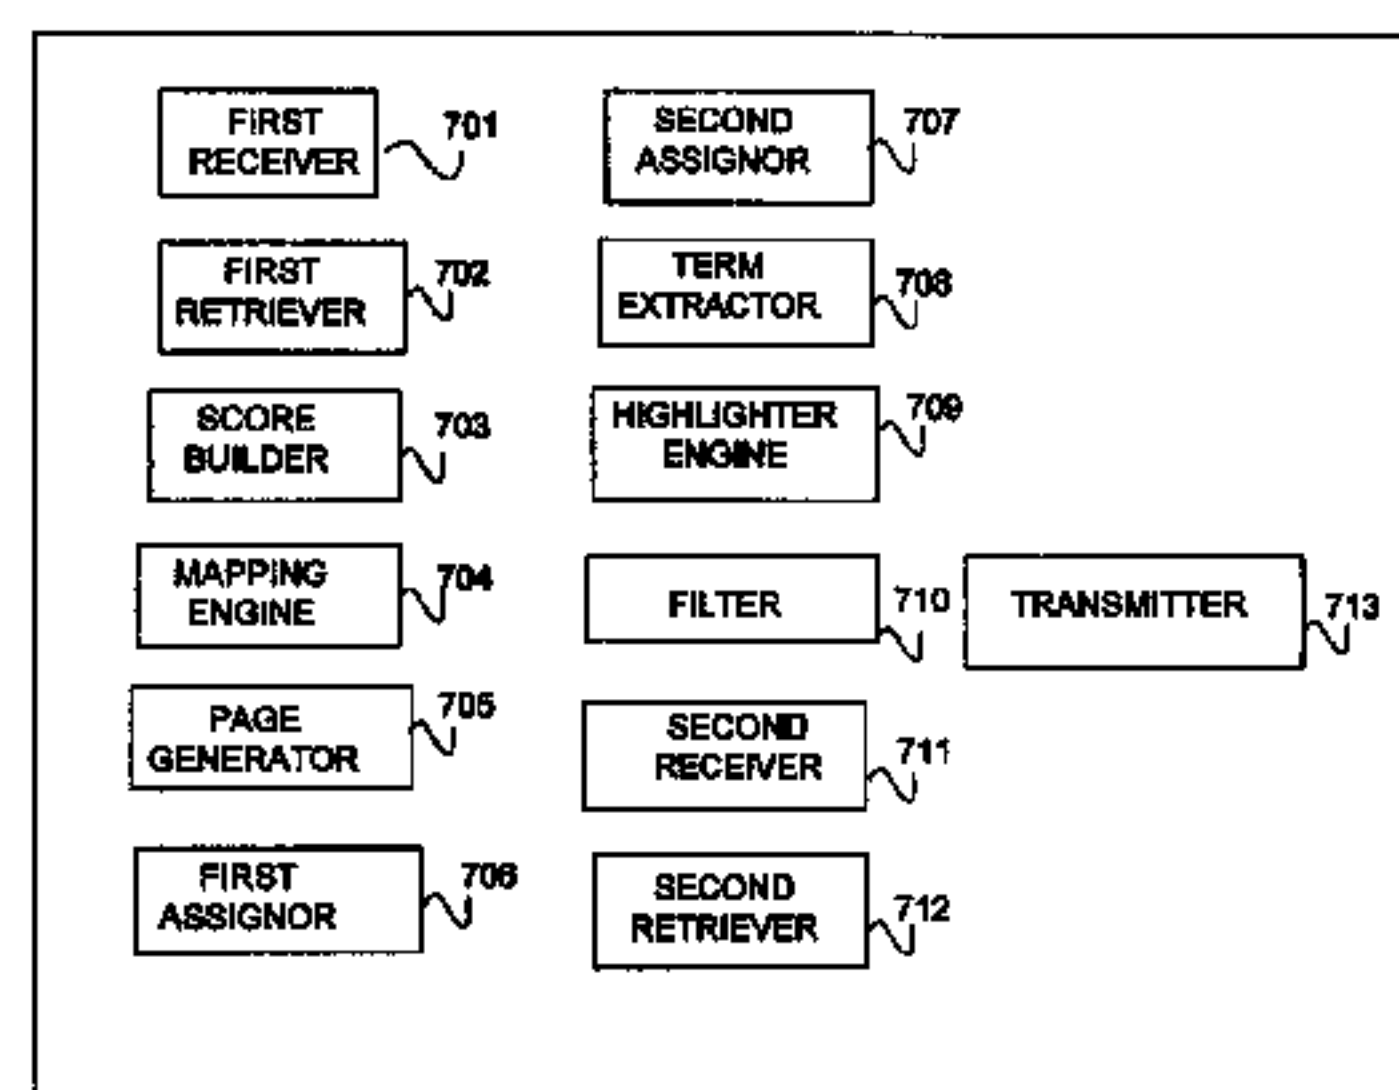 FIRST
RECEIVER
701
FIRST
RETRIEVER
702
SCORE
BUILDER
703
MAPPING
ENGINE
704
PAGE
GENERATOR
705
FIRST
ASSIGNOR
706
SECOND
ASSIGNOR
707
TERM
EXTRACTOR
708
HIGHLIGHTER
ENGINE
709
FILTER
710
SECOND
RECEIVER
711
SECOND
RETRIEVER
712
TRANSMITTER
713